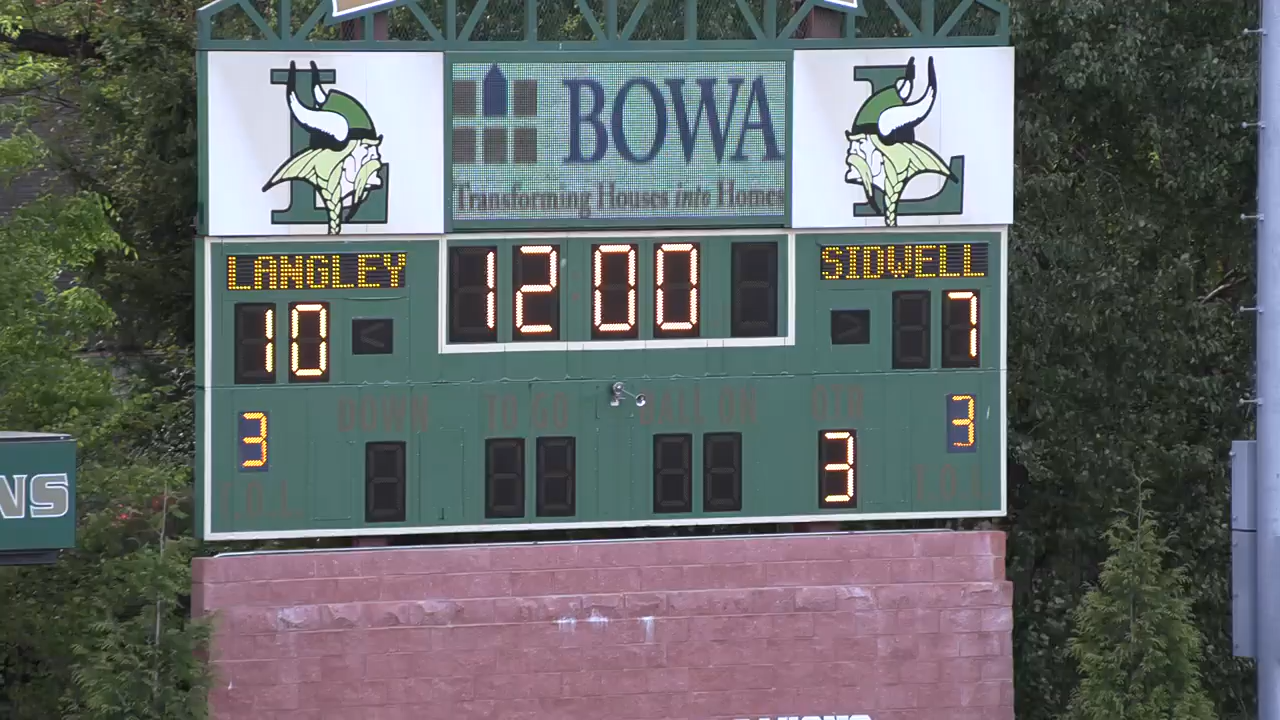 L
BOWA
L
Transforming Houses into Homes
LANGLEY
12:00
SIDWELL
10
<
>
7
DOWN
TO GO
BALL ON
QTR
3
3
3
T.O.L.
T.O.L.
NS